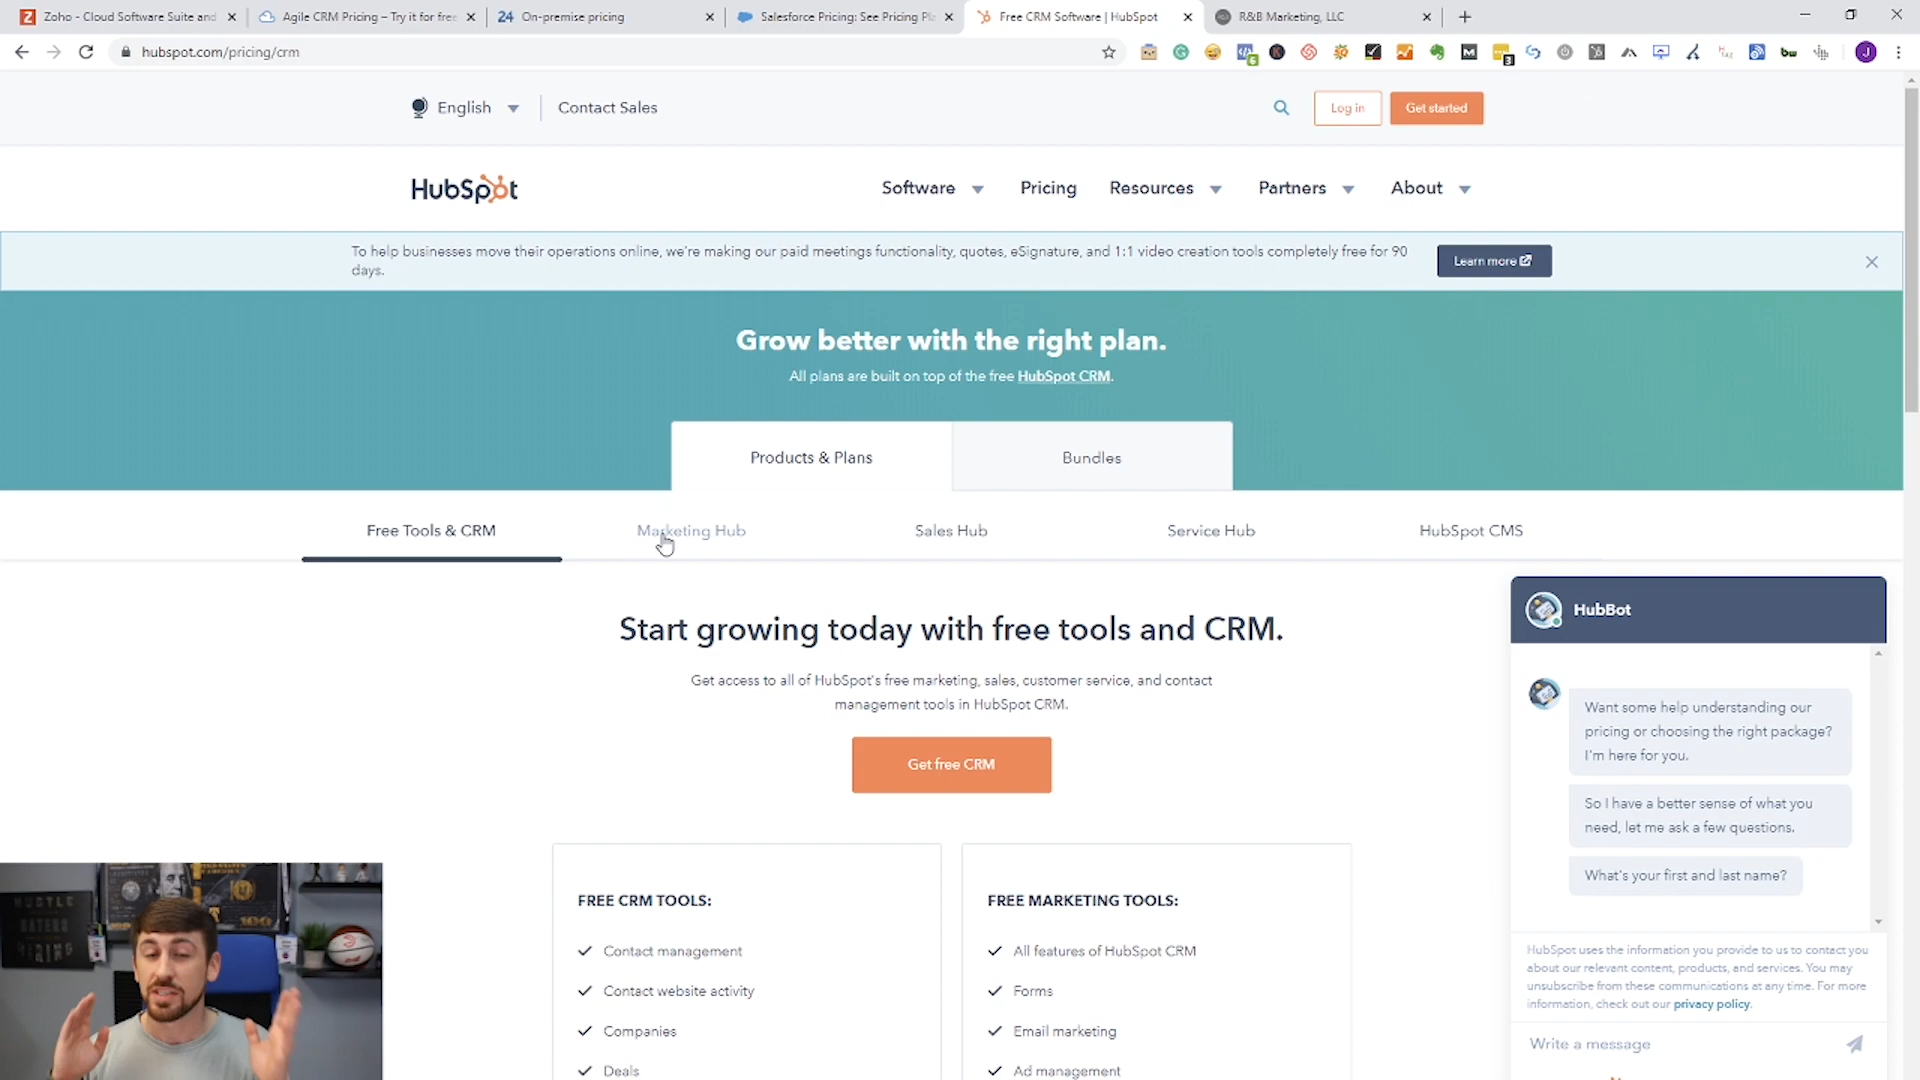 Zoho - Cloud Software Suite and
Agile CRM Pricing – Try it for free
24 On-premise pricing
Salesforce Pricing: See Pricing Pl
Free CRM Software | HubSpot
R&B Marketing, LLC
hubspot.com/pricing/crm
6
3
J
English
Contact Sales
Log in
Get started
HubSpot
Software
Pricing
Resources
Partners
About
To help businesses move their operations online, we're making our paid meetings functionality, quotes, eSignature, and 1:1 video creation tools completely free for 90
days.
Learn more
Grow better with the right plan.
All plans are built on top of the free HubSpot CRM.
Products & Plans
Bundles
Free Tools & CRM
Marketing Hub
Sales Hub
Service Hub
HubSpot CMS
Start growing today with free tools and CRM.
Get access to all of HubSpot's free marketing, sales, customer service, and contact
management tools in HubSpot CRM.
Get free CRM
FREE CRM TOOLS:
Contact management
Contact website activity
Companies
Deals
FREE MARKETING TOOLS:
All features of HubSpot CRM
Forms
Email marketing
Ad management
HubBot
Want some help understanding our
pricing or choosing the right package?
I'm here for you.
So I have a better sense of what you
need, let me ask a few questions.
What's your first and last name?
HubSpot uses the information you provide to us to contact you
about our relevant content, products, and services. You may
unsubscribe from these communications at any time. For more
information, check out our privacy policy.
Write a message
HUSTLE
HATERS
HIRING
100